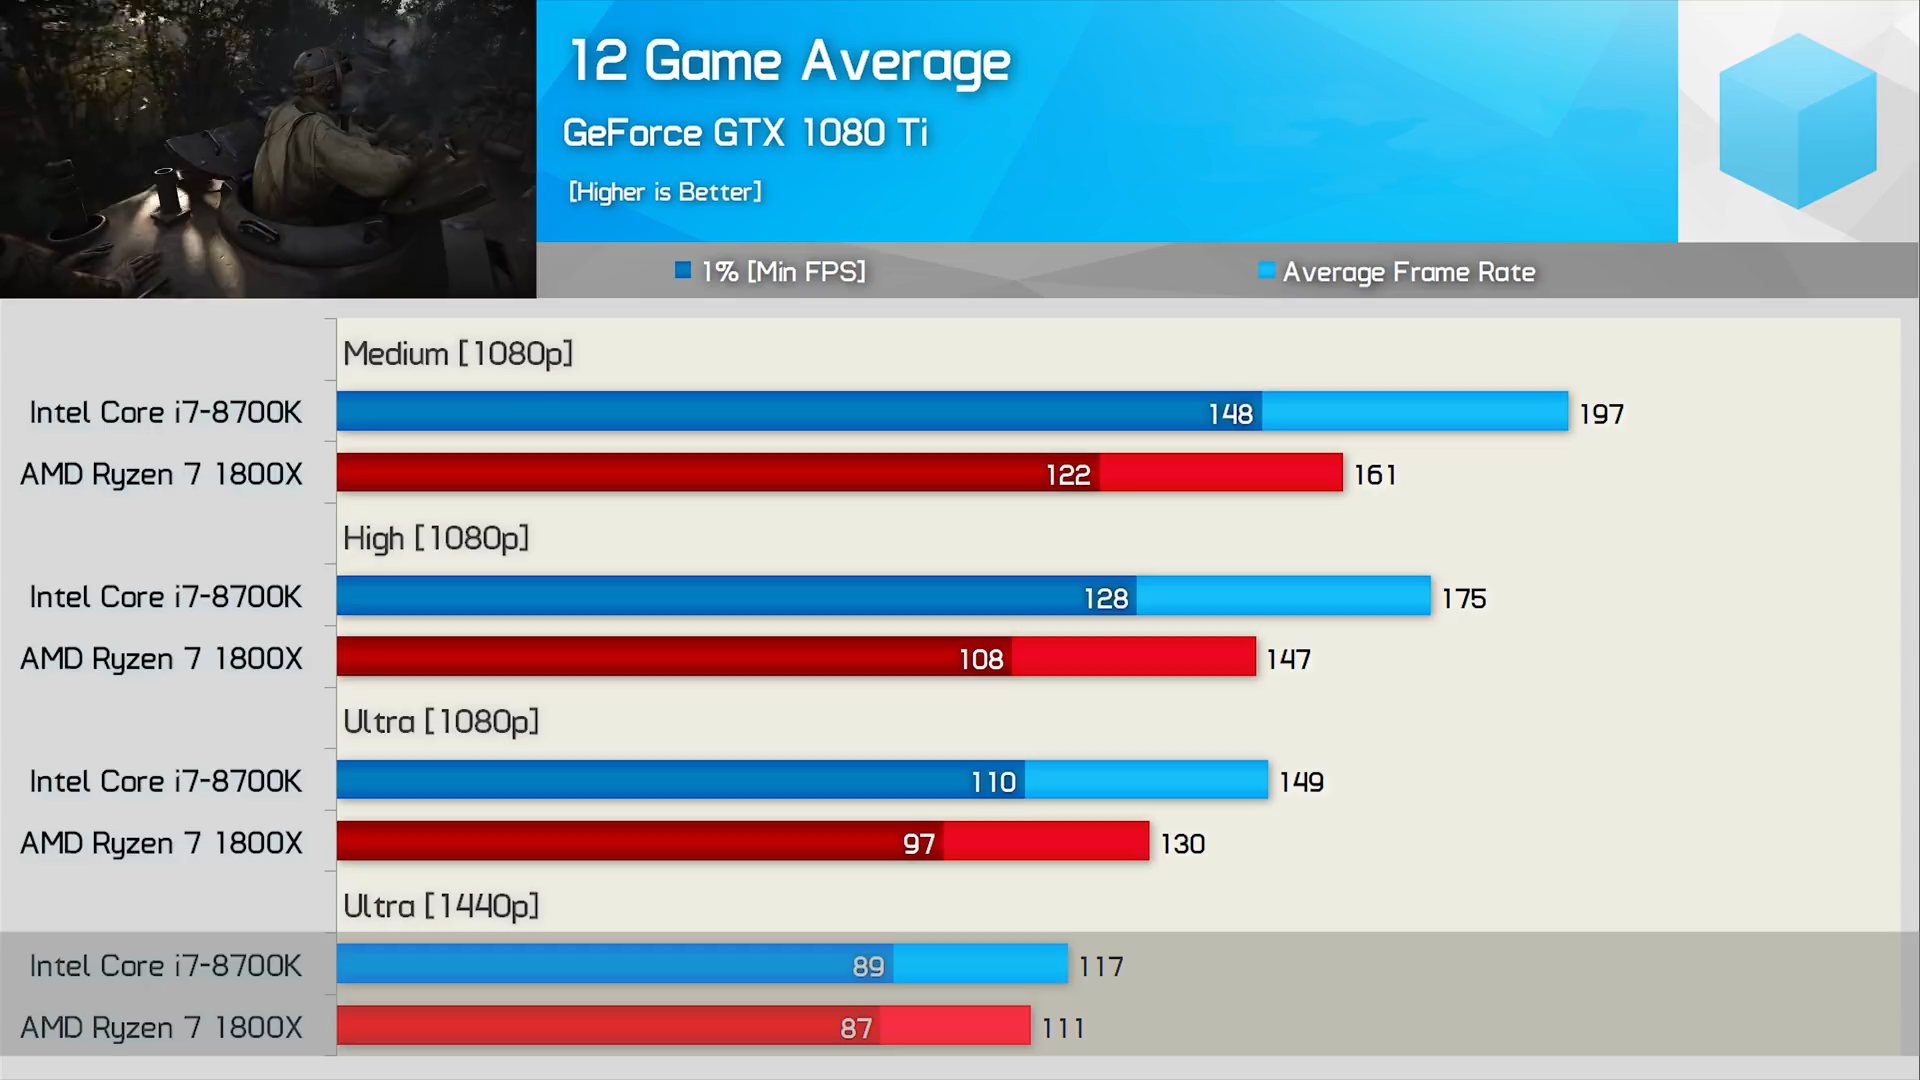 12 Game Average
GeForce GTX 1080 Ti
[Higher is Better]
1% [Min FPS]
Average Frame Rate
Medium [1080p]
Intel Core i7-8700K 148 197
AMD Ryzen 7 1800X 122 161
High [1080p]
Intel Core i7-8700K 128 175
AMD Ryzen 7 1800X 108 147
Ultra [1080p]
Intel Core i7-8700K 110 149
AMD Ryzen 7 1800X 97 130
Ultra [1440p]
Intel Core i7-8700K 89 117
AMD Ryzen 7 1800X 87 111